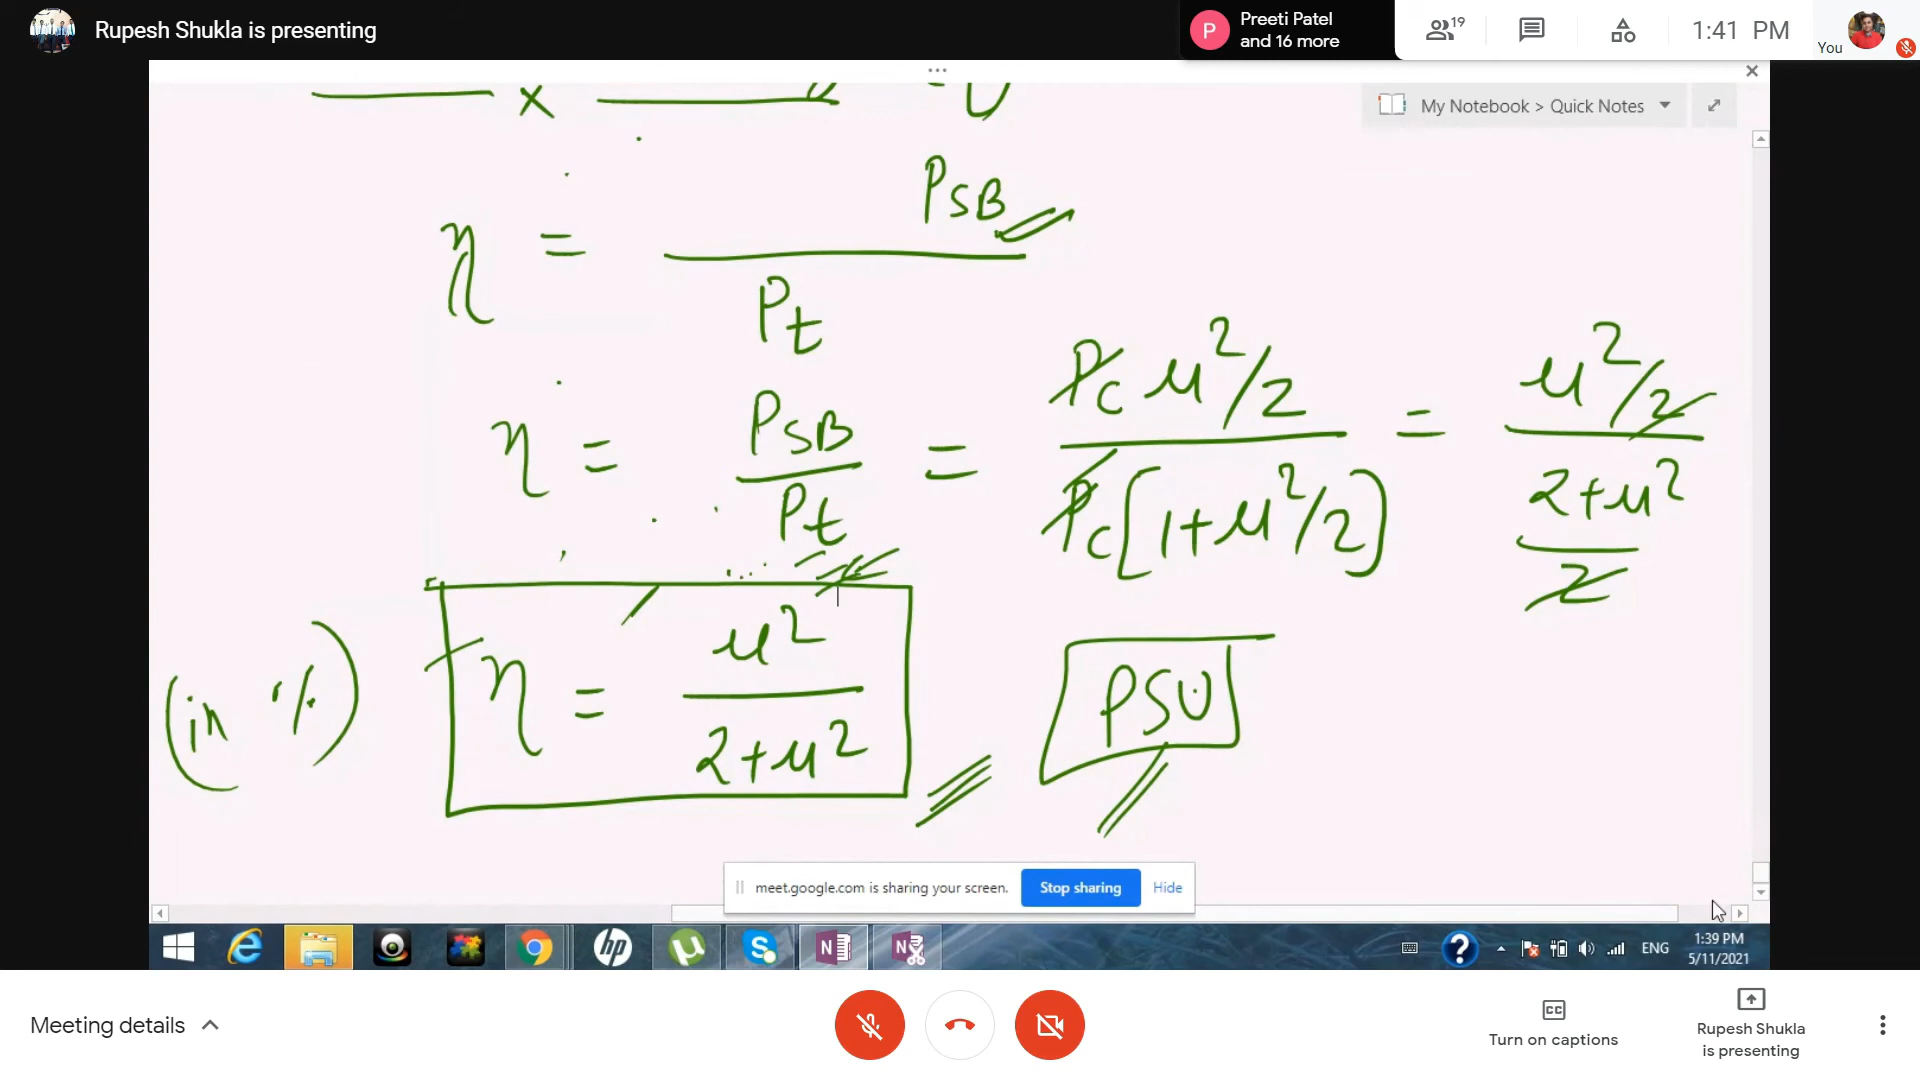 Rupesh Shukla is presenting
P
Preeti Patel
and 16 more
19
1:41 PM
You
My Notebook > Quick Notes
x
η = PSB / Pt
η = PSB / Pt = Pc μ²/2 / Pc[1+μ²/2] = μ²/2 / 2+μ² / 2
(in %) η = μ² / 2+μ²
PSU
meet.google.com is sharing your screen.
Stop sharing
Hide
hp
N
N
ENG
1:39 PM
5/11/2021
Meeting details
CC
Turn on captions
Rupesh Shukla
is presenting